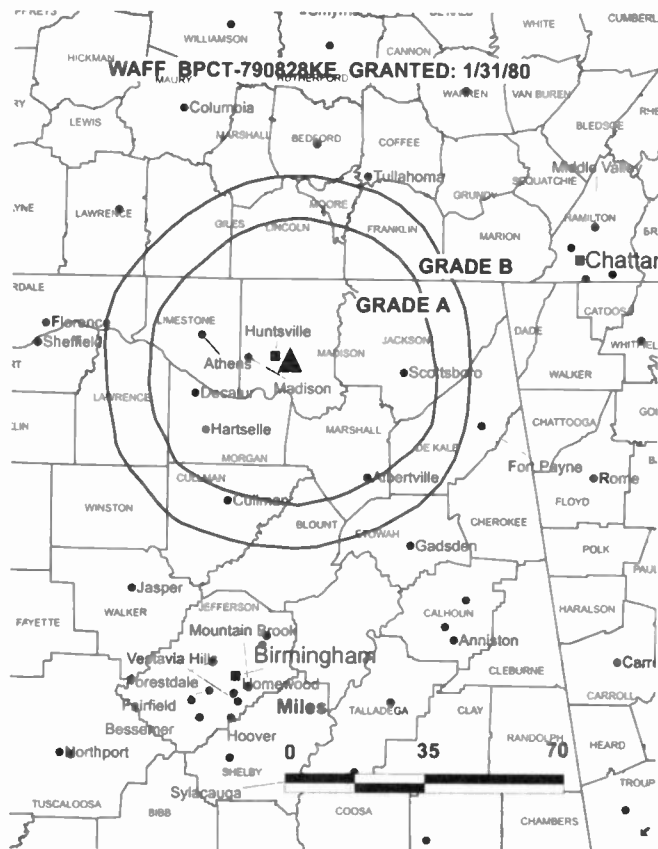 WILLIAMSON
WHITE
CUMBERL
HICKMAN
CANNON
WAFF BPCT-790828KE GRANTED: 1/31/80
MAURY
RUTHERFORD
WARREN
VAN BUREN
Columbia
LEWIS
MARSHALL
BEDFORD
COFFEE
BLEDSOE
Middle Valley
Tullahoma
SEQUATCHIE
GRUNDY
MOORE
LAWRENCE
GILES
LINCOLN
FRANKLIN
MARION
HAMILTON
GRADE B
Chattan
GRADE A
ERDALE
Florence
LIMESTONE
Huntsville
CATOOSA
DADE
Sheffield
JACKSON
MADISON
WHITFIEL
Athens
WALKER
Scottsboro
Madison
Decatur
LAWRENCE
CHATTOOGA
Hartselle
MARSHALL
MORGAN
DE KALB
Fort Payne
CULLMAN
Albertville
Rome
Cullman
FLOYD
WINSTON
BLOUNT
CHEROKEE
ETOWAH
Gadsden
POLK
Jasper
JEFFERSON
CALHOUN
HARALSON
WALKER
FAYETTE
Mountain Brook
Anniston
Birmingham
Vestavia Hills
CLEBURNE
Carr
Forestdale
Homewood
CARROLL
Fairfield
Miles
TALLADEGA
CLAY
Bessemer
Hoover
RANDOLPH
HEARD
Northport
0 35 70
SHELBY
TROUP
Sylacauga
TUSCALOOSA
BIBB
COOSA
CHAMBERS